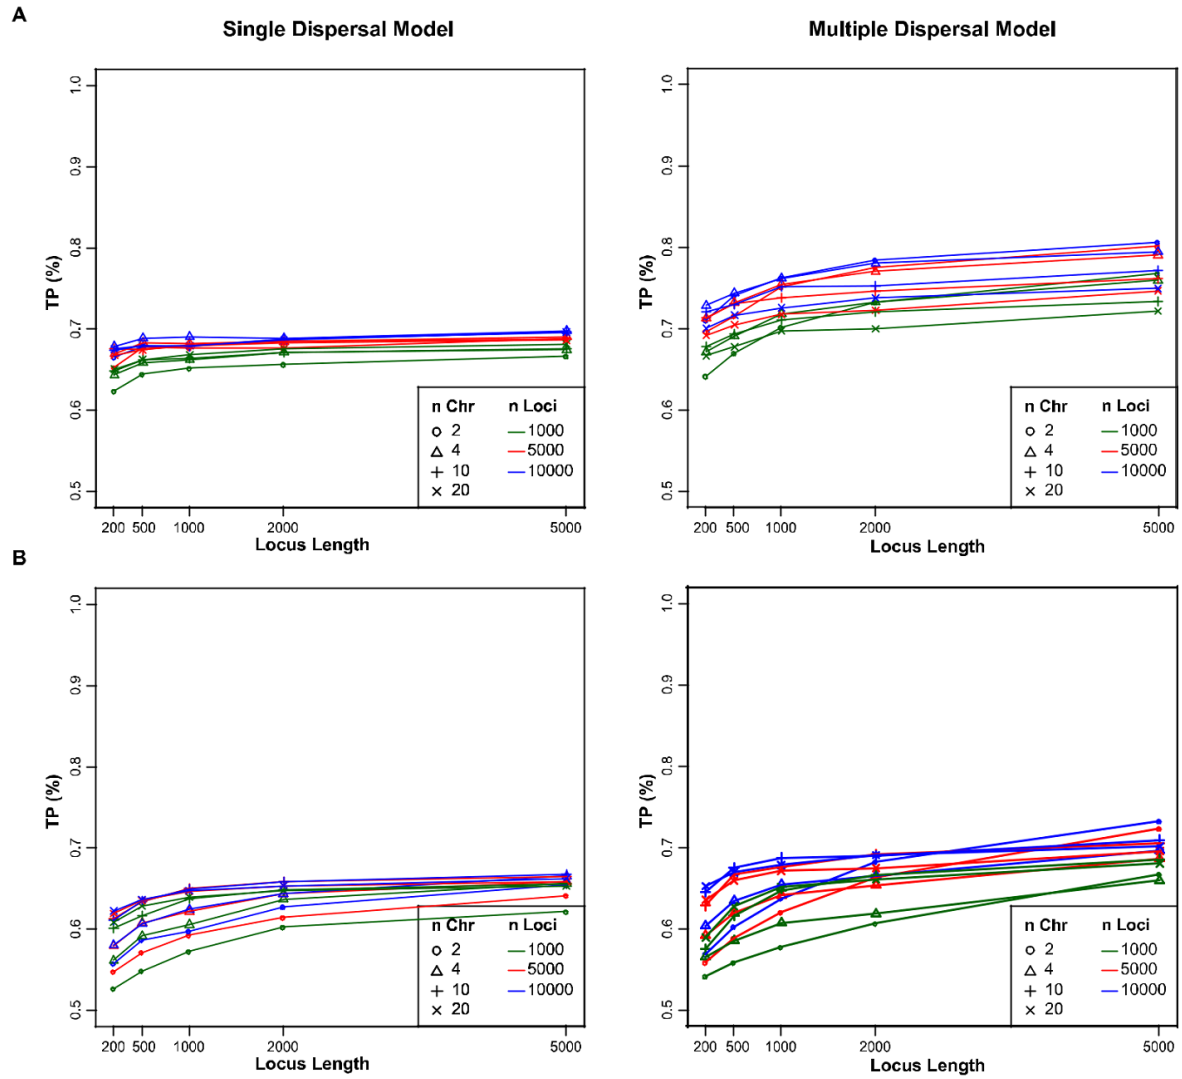 A
Single Dispersal Model
Multiple Dispersal Model
1.0
0.9
0.8
0.7
0.6
0.5
TP (%)
n Chr n Loci
2 1000
4 5000
10 10000
20
200 500 1000 2000 5000
Locus Length
1.0
0.9
0.8
0.7
0.6
0.5
TP (%)
n Chr n Loci
2 1000
4 5000
10 10000
20
200 500 1000 2000 5000
Locus Length
B
1.0
0.9
0.8
0.7
0.6
0.5
TP (%)
n Chr n Loci
2 1000
4 5000
10 10000
20
200 500 1000 2000 5000
Locus Length
1.0
0.9
0.8
0.7
0.6
0.5
TP (%)
n Chr n Loci
2 1000
4 5000
10 10000
20
200 500 1000 2000 5000
Locus Length